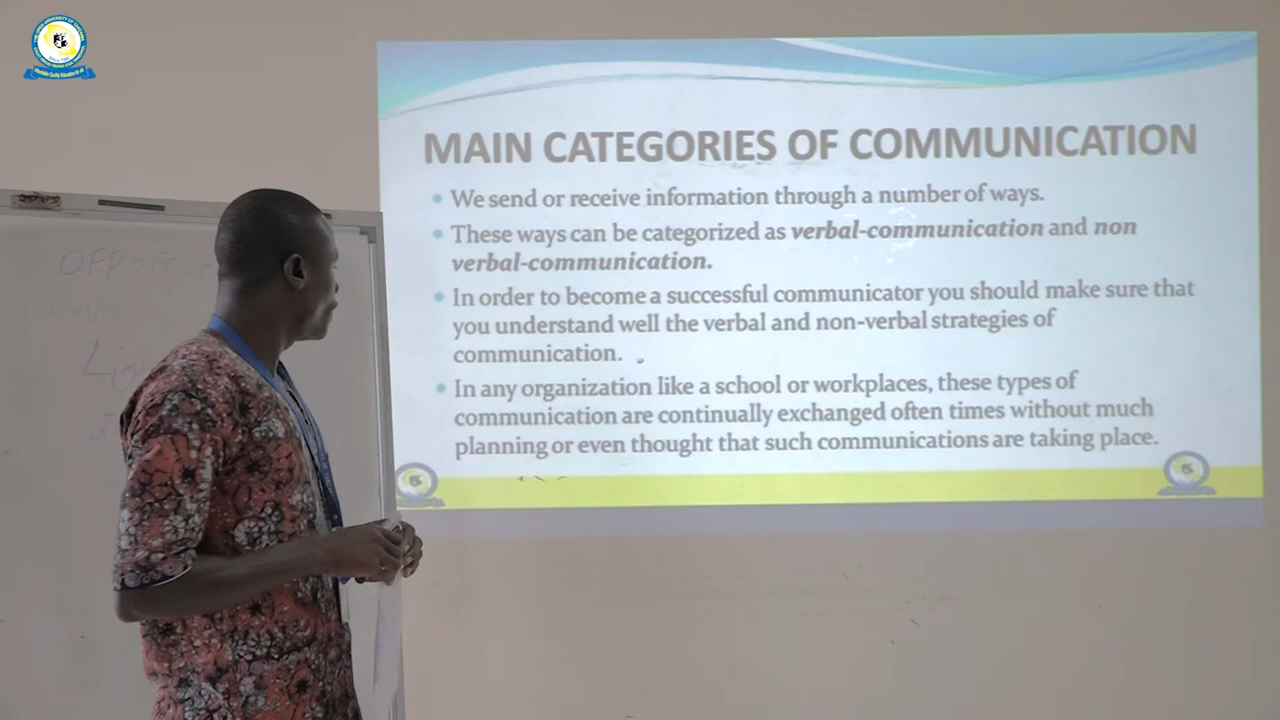 MAIN CATEGORIES OF COMMUNICATION
We send or receive information through a number of ways.
These ways can be categorized as verbal-communication and non
verbal-communication.
In order to become a successful communicator you should make sure that
you understand well the verbal and non-verbal strategies of
communication.
In any organization like a school or workplaces, these types of
communication are continually exchanged often times without much
planning or even thought that such communications are taking place.